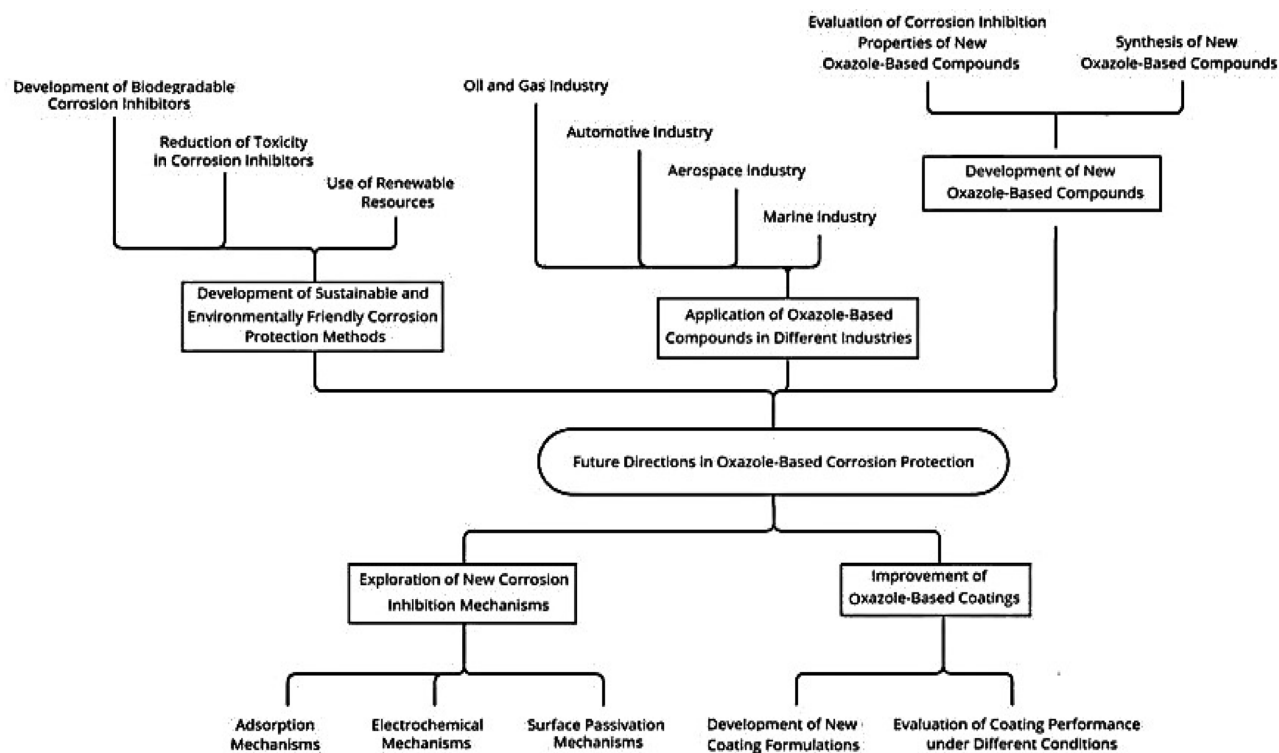 Evaluation of Corrosion Inhibition
Properties of New
Oxazole-Based Compounds
Synthesis of New
Oxazole-Based Compounds
Development of Biodegradable
Corrosion Inhibitors
Reduction of Toxicity
in Corrosion Inhibitors
Use of Renewable
Resources
Oil and Gas Industry
Automotive Industry
Aerospace Industry
Marine Industry
Development of New
Oxazole-Based Compounds
Development of Sustainable and
Environmentally Friendly Corrosion
Protection Methods
Application of Oxazole-Based
Compounds in Different Industries
Future Directions in Oxazole-Based Corrosion Protection
Exploration of New Corrosion
Inhibition Mechanisms
Improvement of
Oxazole-Based Coatings
Adsorption
Mechanisms
Electrochemical
Mechanisms
Surface Passivation
Mechanisms
Development of New
Coating Formulations
Evaluation of Coating Performance
under Different Conditions